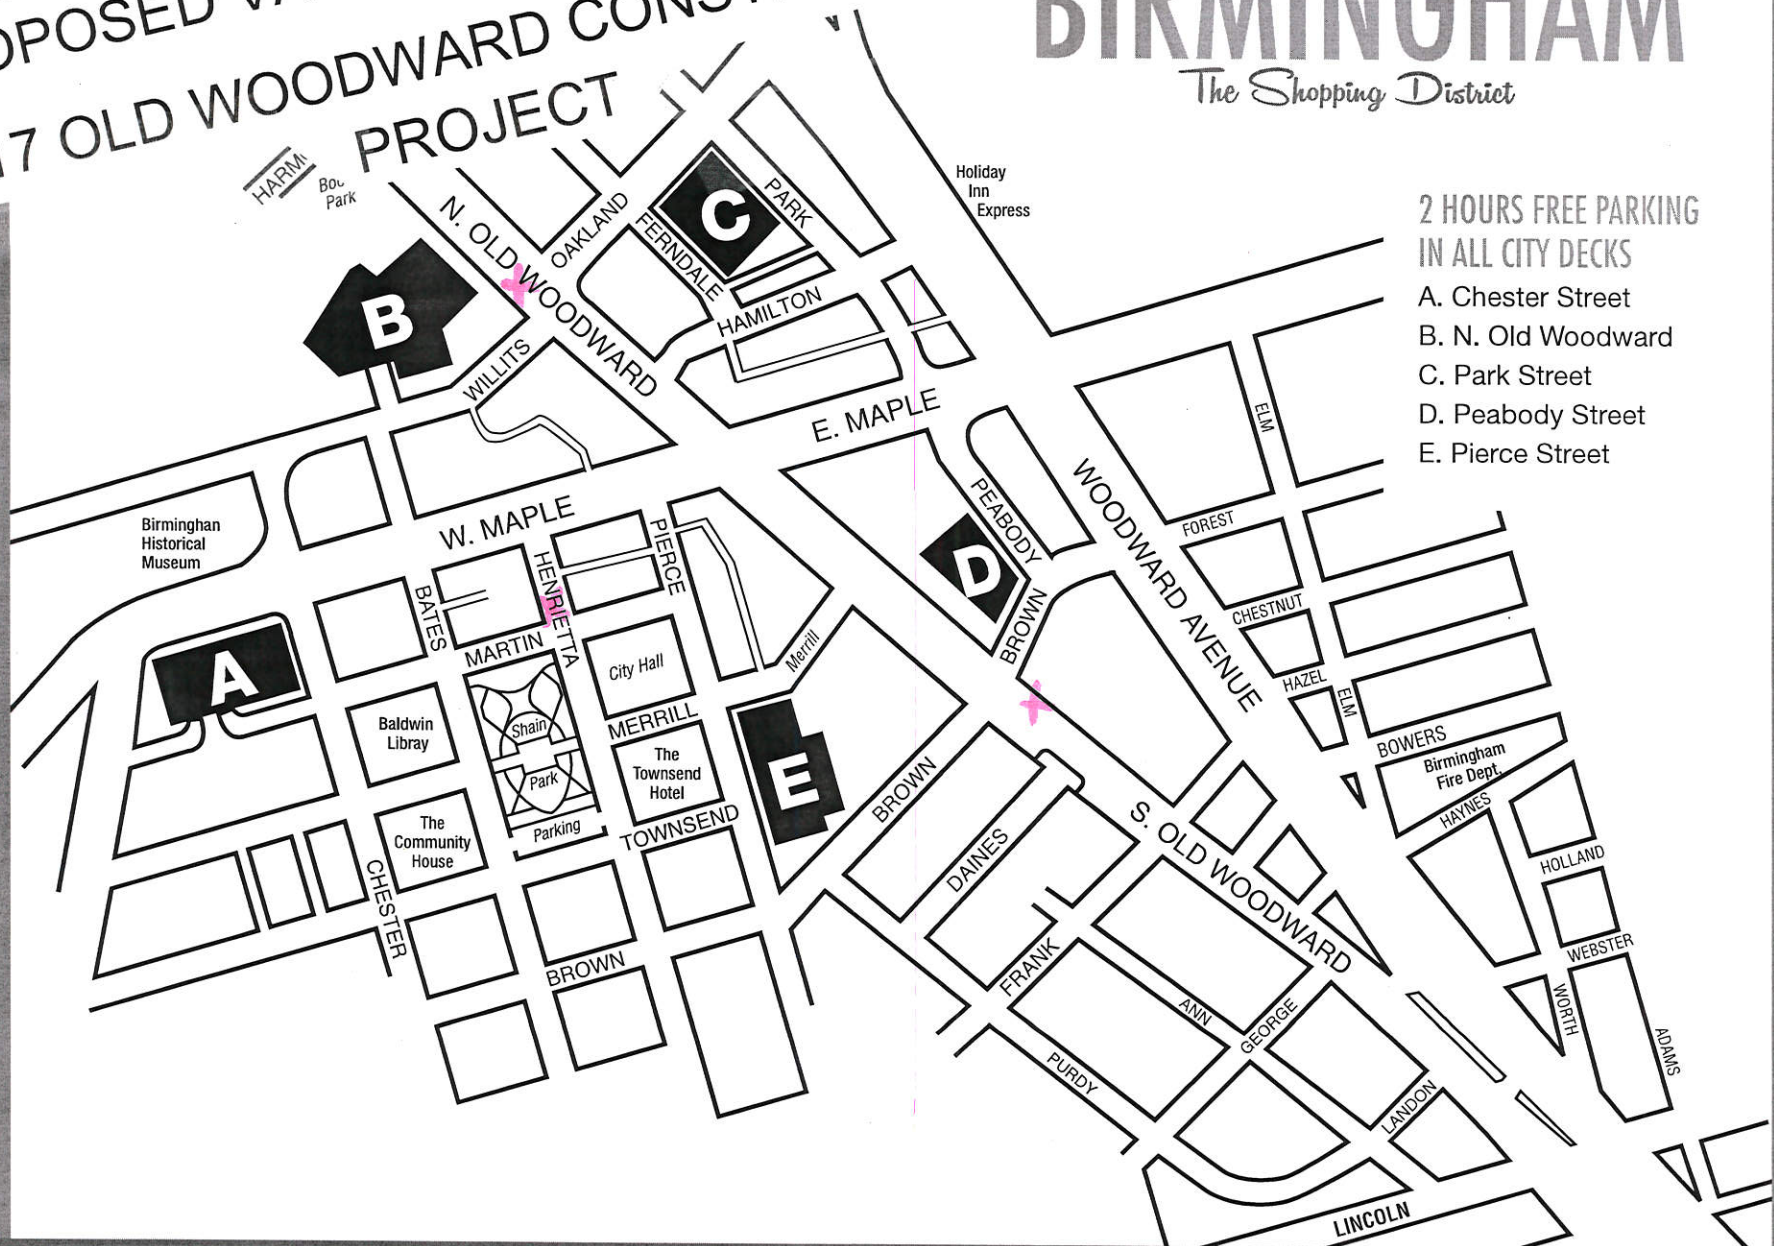 17 OLD WOODWARD
PROJECT
BIRMINGHAM
The Shopping District
2 HOURS FREE PARKING
IN ALL CITY DECKS
A. Chester Street
B. N. Old Woodward
C. Park Street
D. Peabody Street
E. Pierce Street
Park
Holiday
Inn
Express
N. OLD WOODWARD
OAKLAND
FERNDALE
C
PARK
HAMILTON
B
WILLITS
E. MAPLE
ELM
W. MAPLE
Birminghan
Historical
Museum
PIERCE
HENRIETTA
BATES
MARTIN
PEABODY
D
BROWN
WOODWARD AVENUE
FOREST
CHESTNUT
HAZEL
ELM
BOWERS
Birmingham
Fire Dept.
HAYNES
HOLLAND
WEBSTER
WORTH
ADAMS
A
City Hall
Merrill
MERRILL
Baldwin
Libray
Shain
Park
Parking
The
Townsend
Hotel
E
TOWNSEND
The
Community
House
CHESTER
BROWN
BROWN
DAINES
S. OLD WOODWARD
FRANK
ANN
GEORGE
PURDY
LANDON
LINCOLN